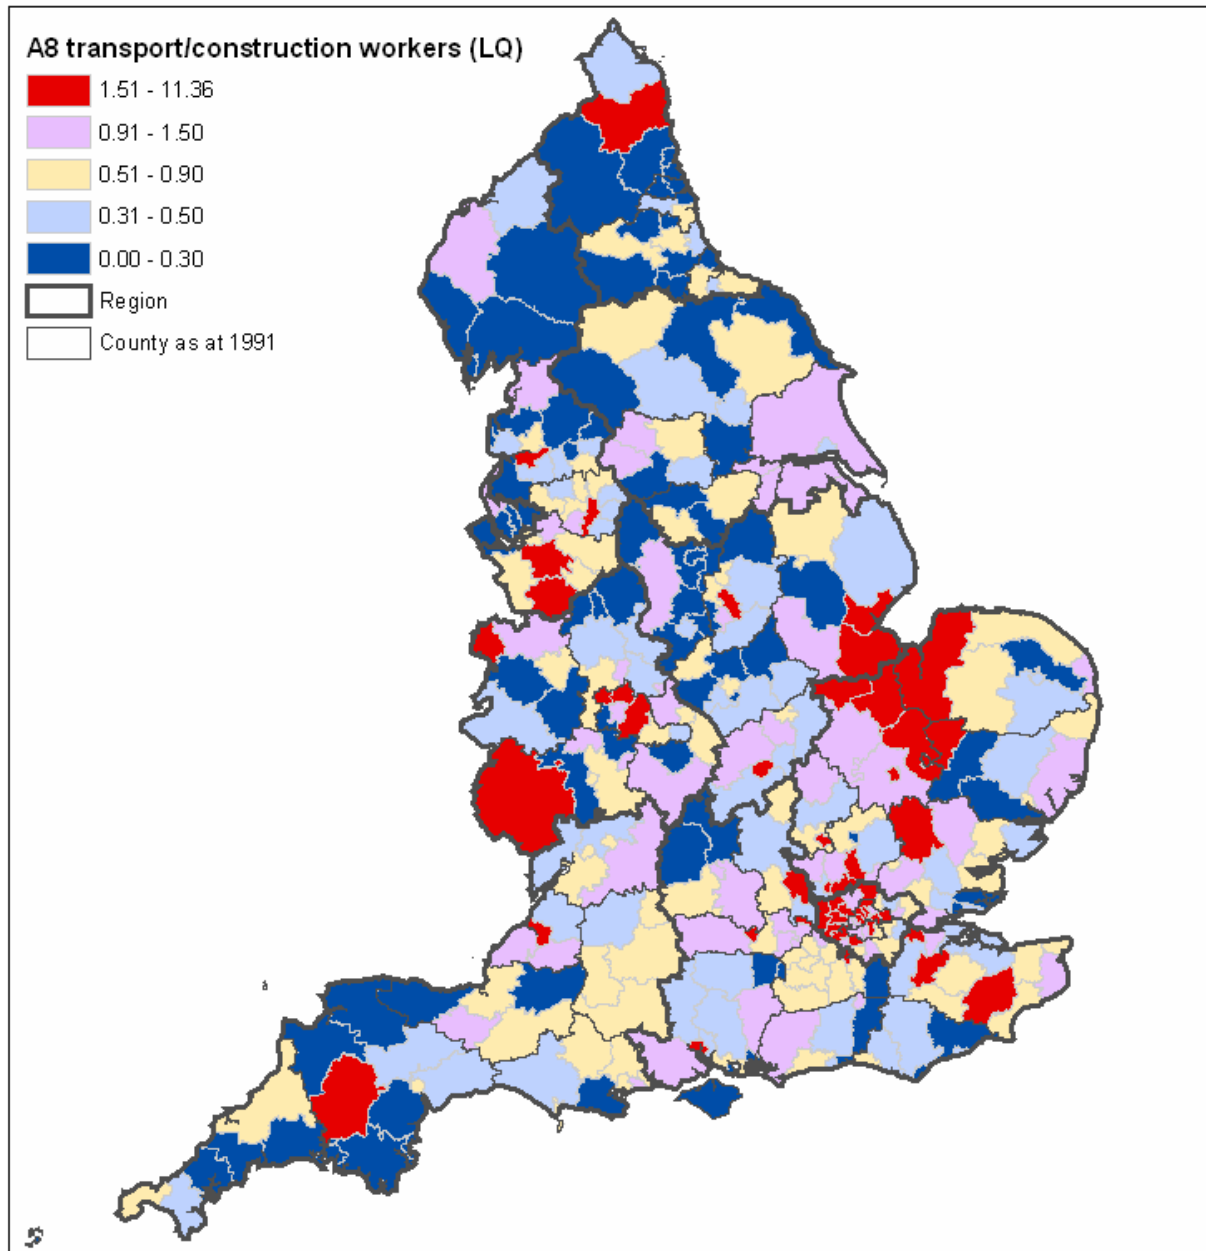 A8 transport/construction workers (LQ)
1.51 - 11.36
0.91 - 1.50
0.51 - 0.90
0.31 - 0.50
0.00 - 0.30
Region
County as at 1991